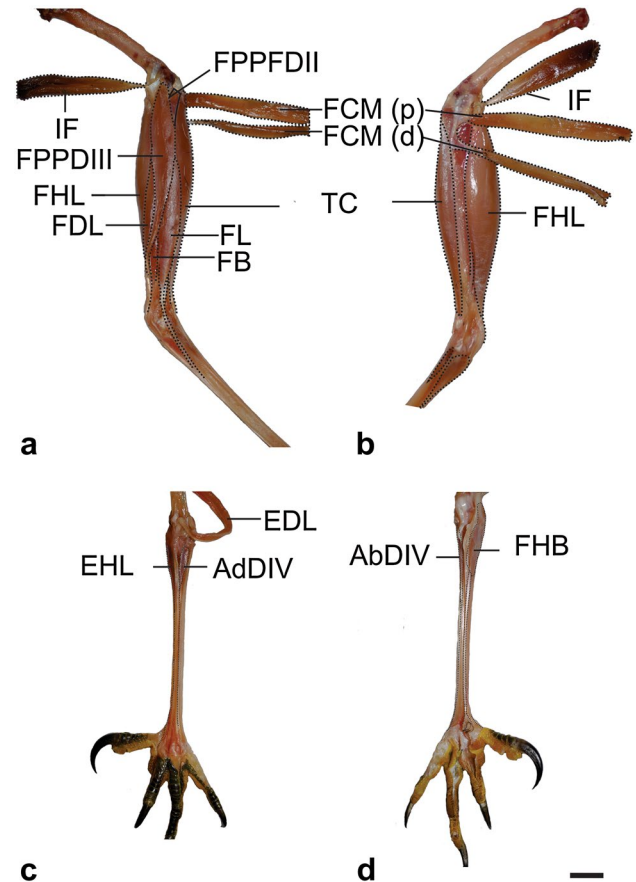 FPPFDII
IF
FCM (p)
IF
FCM (d)
FPPDIII
FHL
TC
FHL
FDL
FL
FB
a
b
EDL
EHL
AdDIV
AbDIV
FHB
c
d